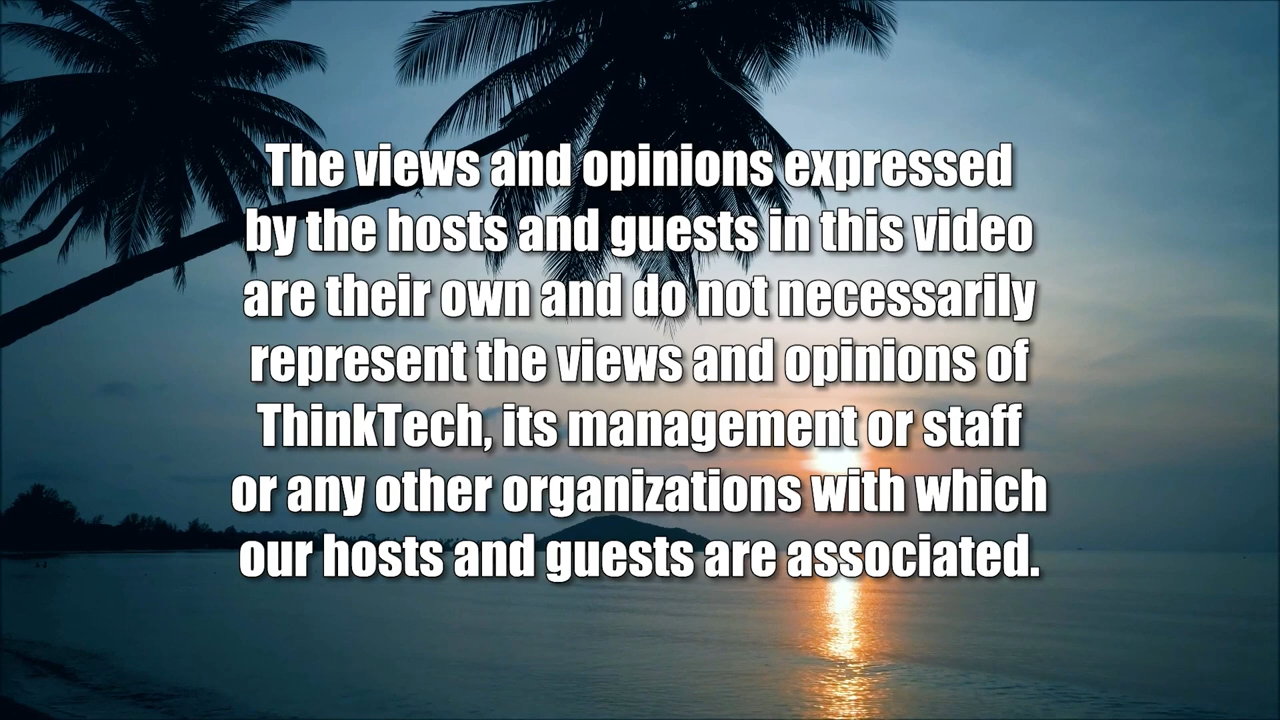 The views and opinions expressed
by the hosts and guests in this video
are their own and do not necessarily
represent the views and opinions of
ThinkTech, its management or staff
or any other organizations with which
our hosts and guests are associated.